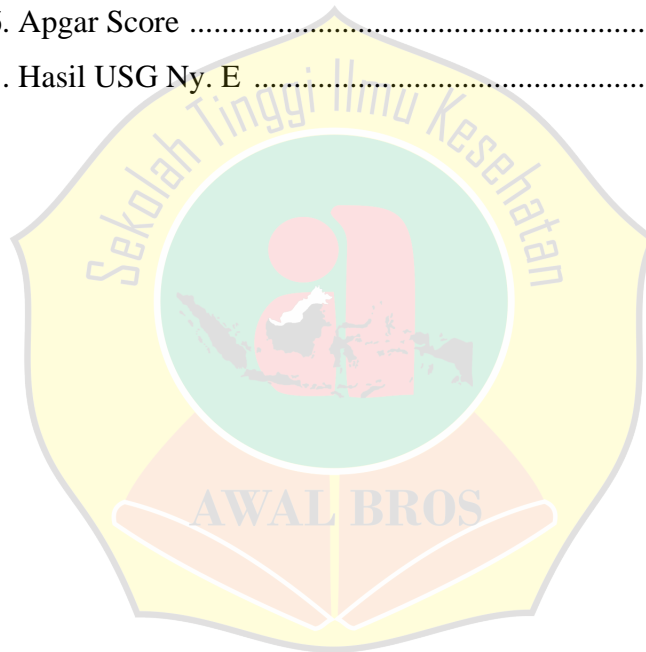 . Apgar Score ......................................................
. Hasil USG Ny. E ..............................................
Sekolah Tinggi Ilmu Kesehatan
AWAL BROS